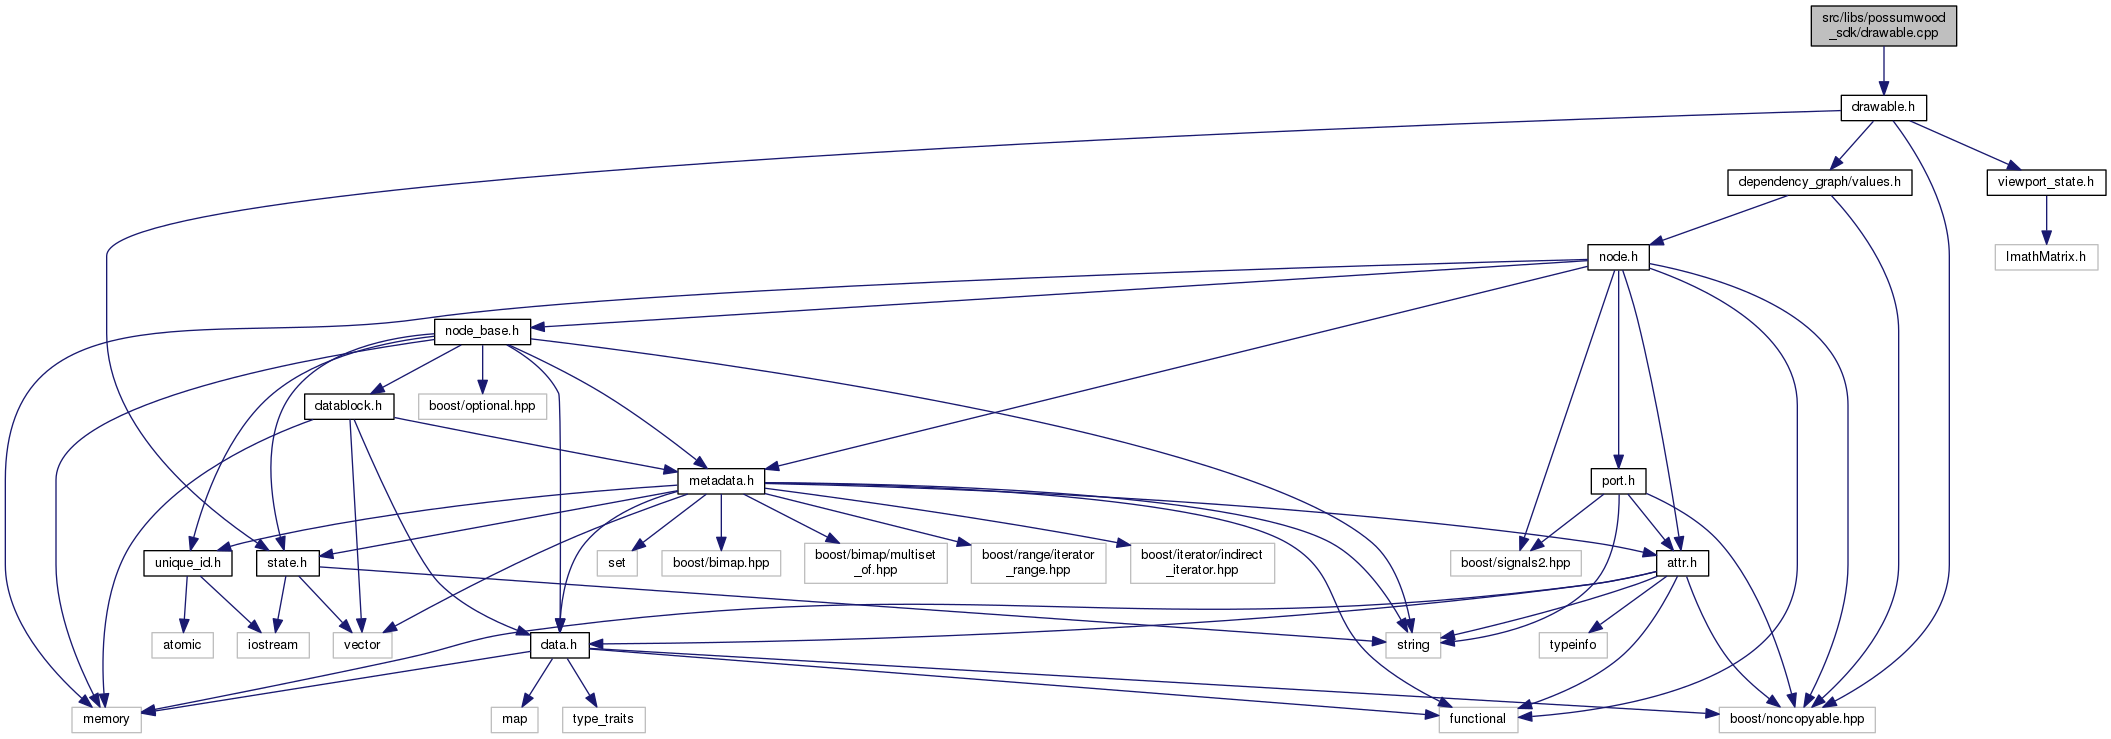 src/libs/possumwood
_sdk/drawable.cpp
drawable.h
dependency_graph/values.h
viewport_state.h
node.h
ImathMatrix.h
node_base.h
datablock.h
boost/optional.hpp
metadata.h
port.h
unique_id.h
state.h
set
boost/bimap.hpp
boost/bimap/multiset
_of.hpp
boost/range/iterator
_range.hpp
boost/iterator/indirect
_iterator.hpp
boost/signals2.hpp
attr.h
atomic
iostream
vector
data.h
string
typeinfo
memory
map
type_traits
functional
boost/noncopyable.hpp